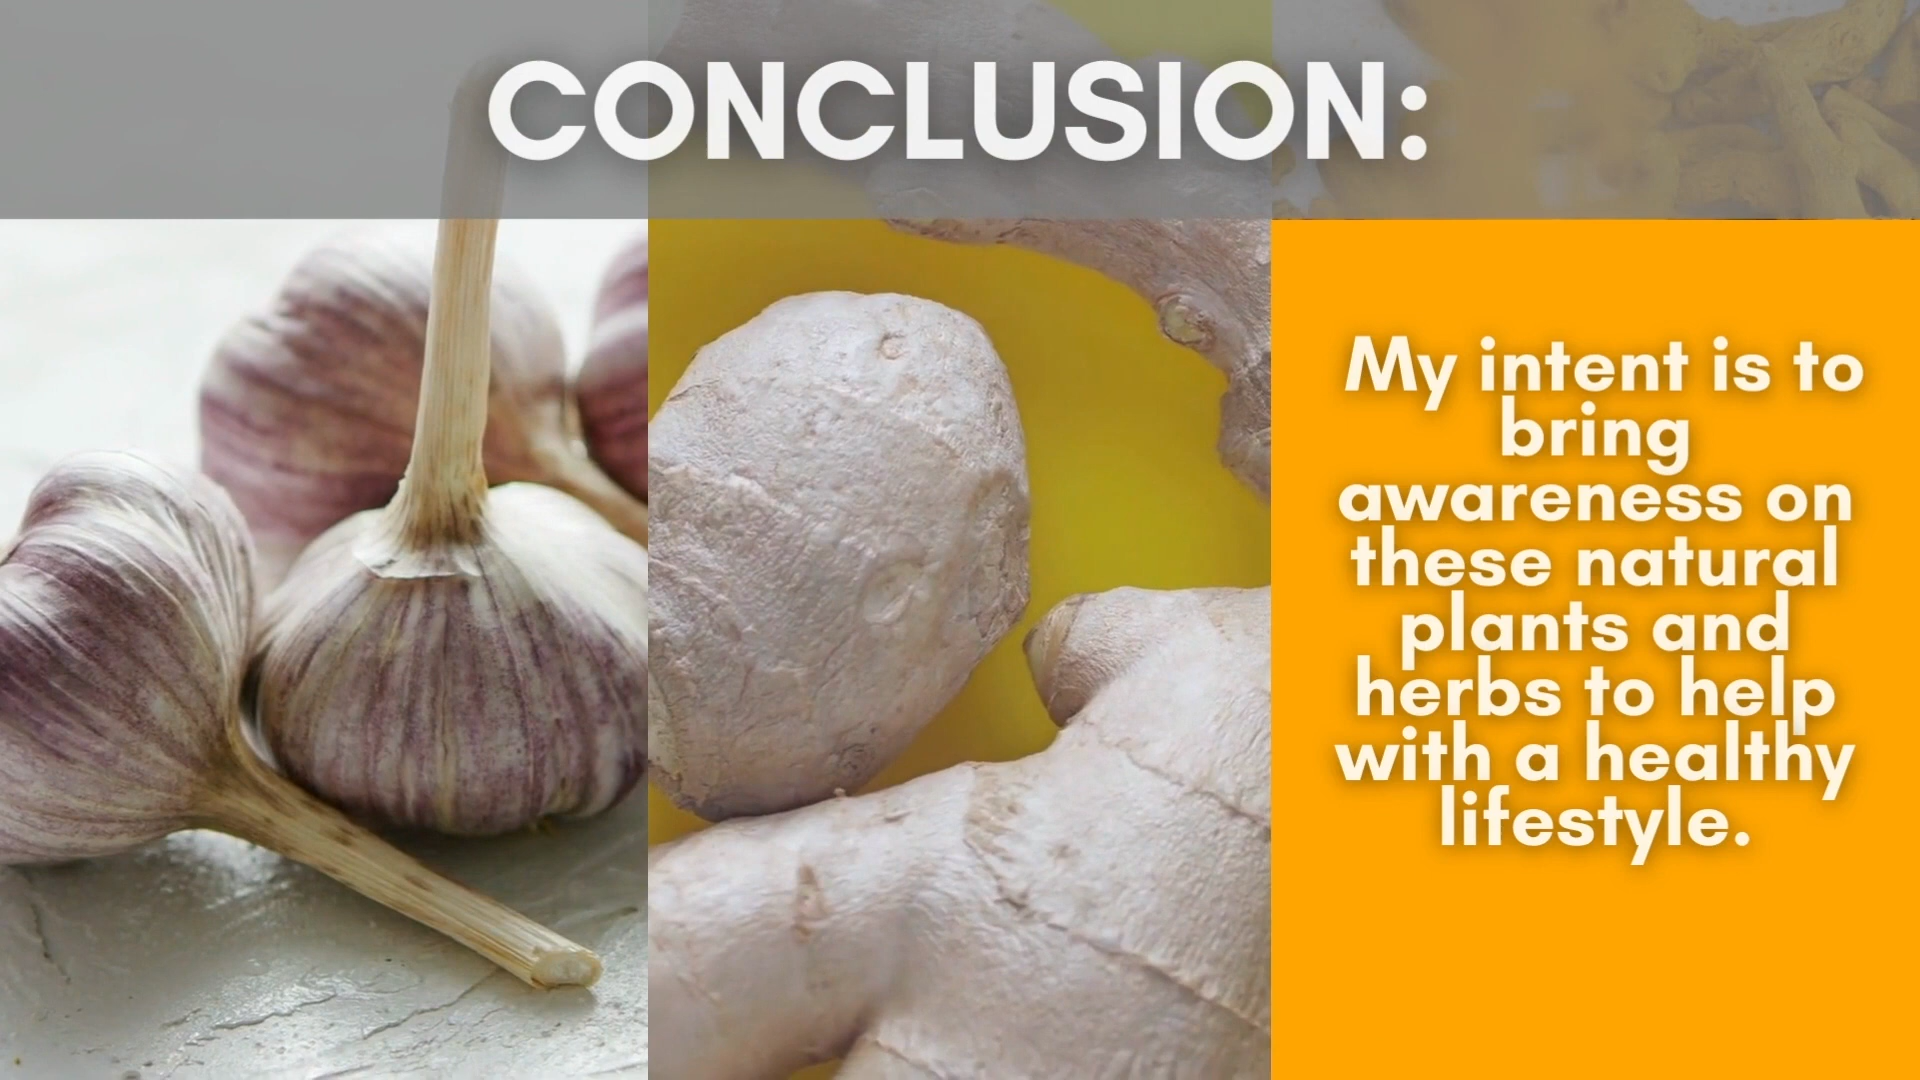 CONCLUSION:
My intent is to
bring
awareness on
these natural
plants and
herbs to help
with a healthy
lifestyle.